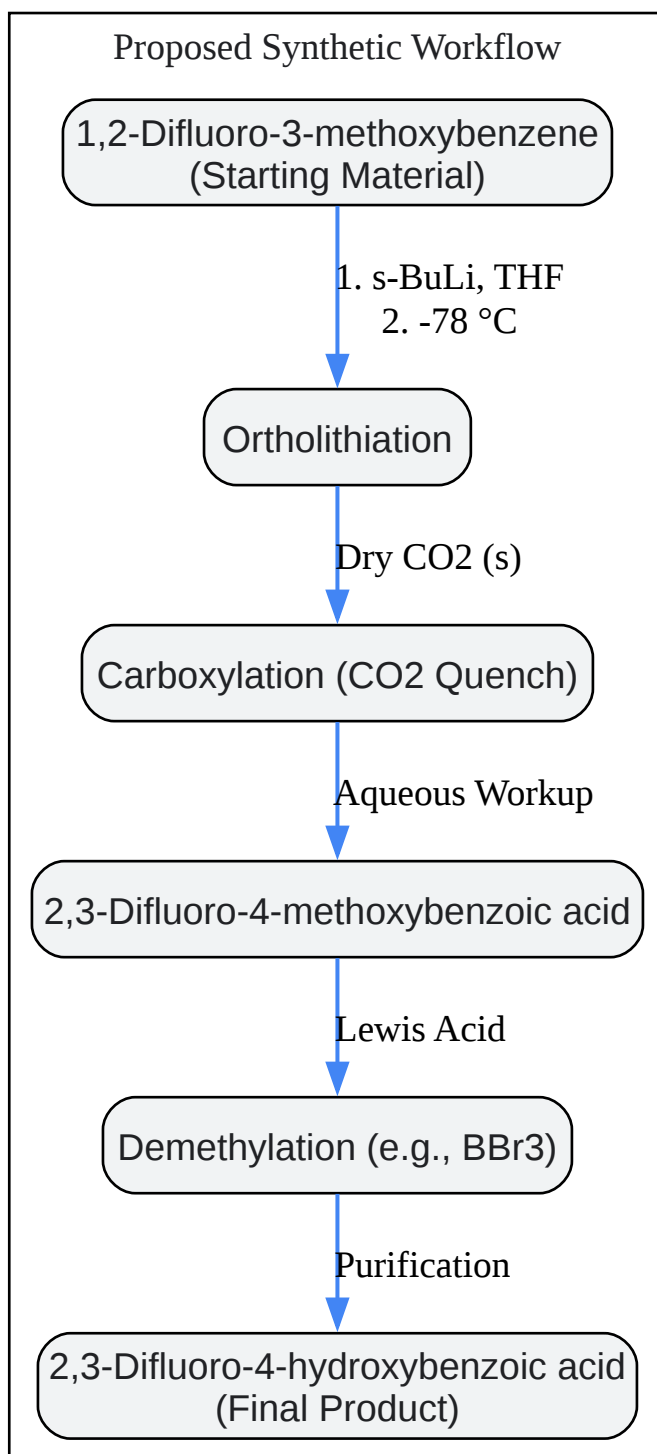 Proposed Synthetic Workflow
1,2-Difluoro-3-methoxybenzene
(Starting Material)
1. s-BuLi, THF
2. -78 °C
Ortholithiation
Dry CO2 (s)
Carboxylation (CO2 Quench)
Aqueous Workup
2,3-Difluoro-4-methoxybenzoic acid
Lewis Acid
Demethylation (e.g., BBr3)
Purification
2,3-Difluoro-4-hydroxybenzoic acid
(Final Product)